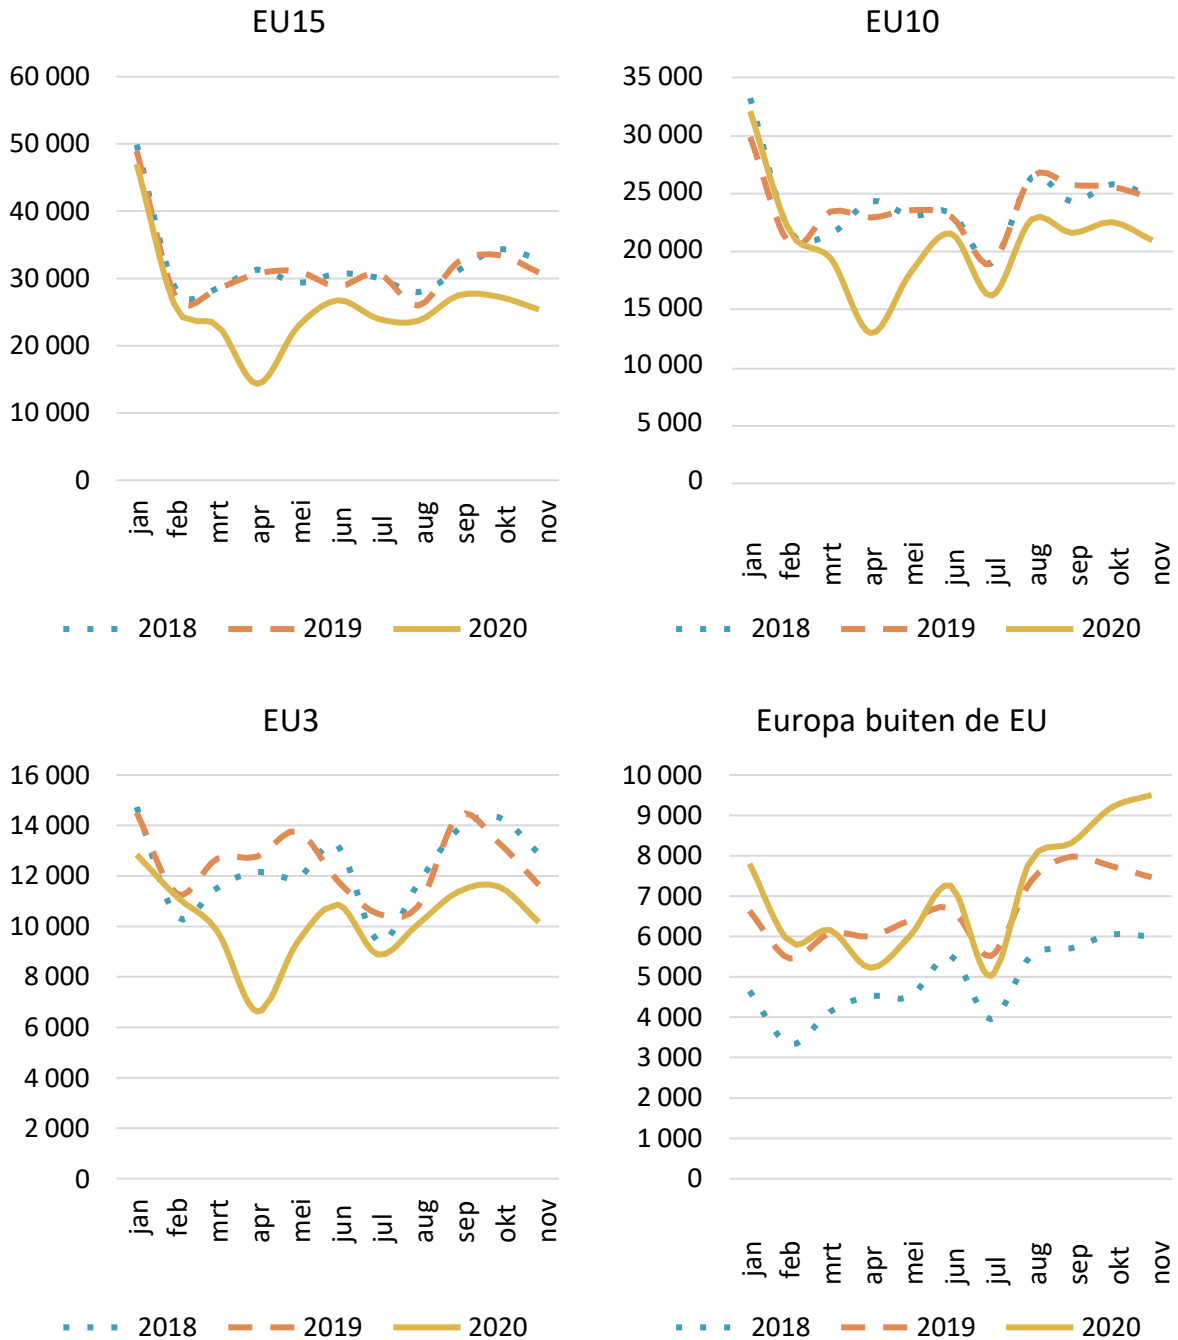 EU15
60 000
50 000
40 000
30 000
20 000
10 000
0
jan
feb
mrt
apr
mei
jun
jul
aug
sep
okt
nov
2018 2019 2020
EU10
35 000
30 000
25 000
20 000
15 000
10 000
5 000
0
jan
feb
mrt
apr
mei
jun
jul
aug
sep
okt
nov
2018 2019 2020
EU3
16 000
14 000
12 000
10 000
8 000
6 000
4 000
2 000
0
jan
feb
mrt
apr
mei
jun
jul
aug
sep
okt
nov
2018 2019 2020
Europa buiten de EU
10 000
9 000
8 000
7 000
6 000
5 000
4 000
3 000
2 000
1 000
0
jan
feb
mrt
apr
mei
jun
jul
aug
sep
okt
nov
2018 2019 2020